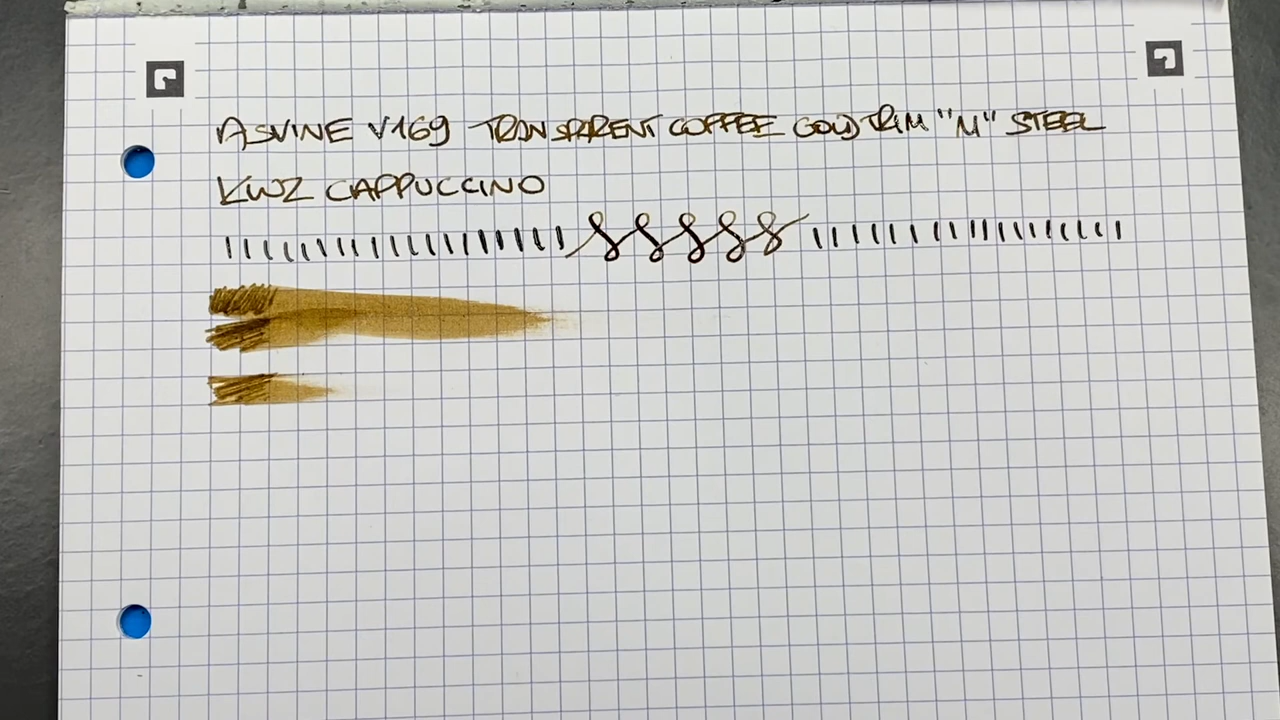 ASVINE V169 TRANSPARENT COFFEE GOLD TRIM "M" STEEL
KWZ CAPPUCCINO